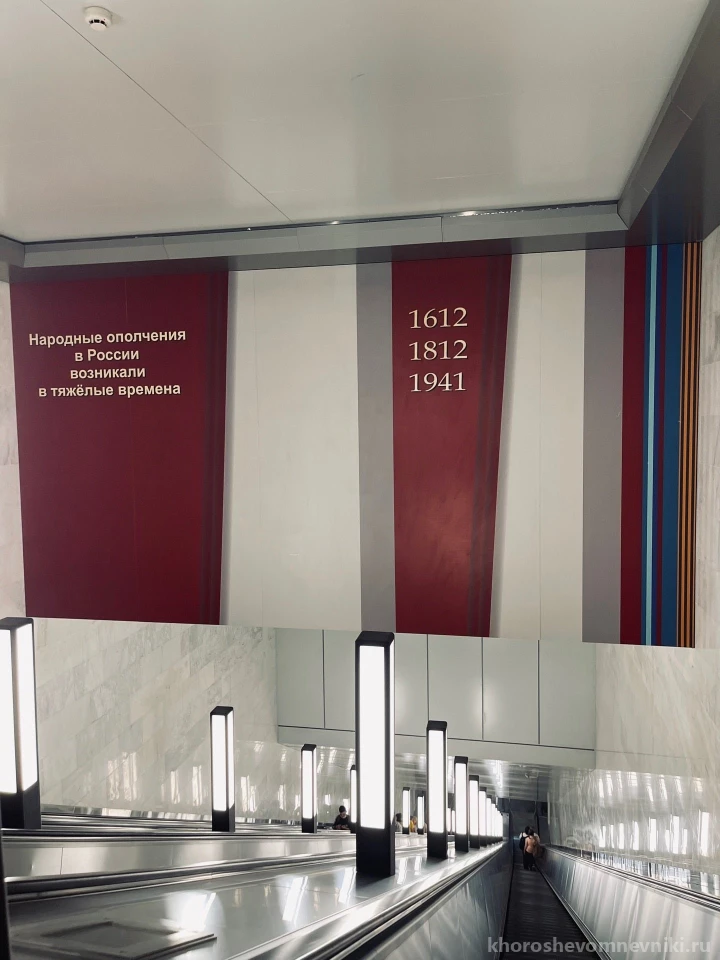 Народные ополчения
в России
возникали
в тяжёлые времена
1612
1812
1941
khoroshevomnevniki.ru